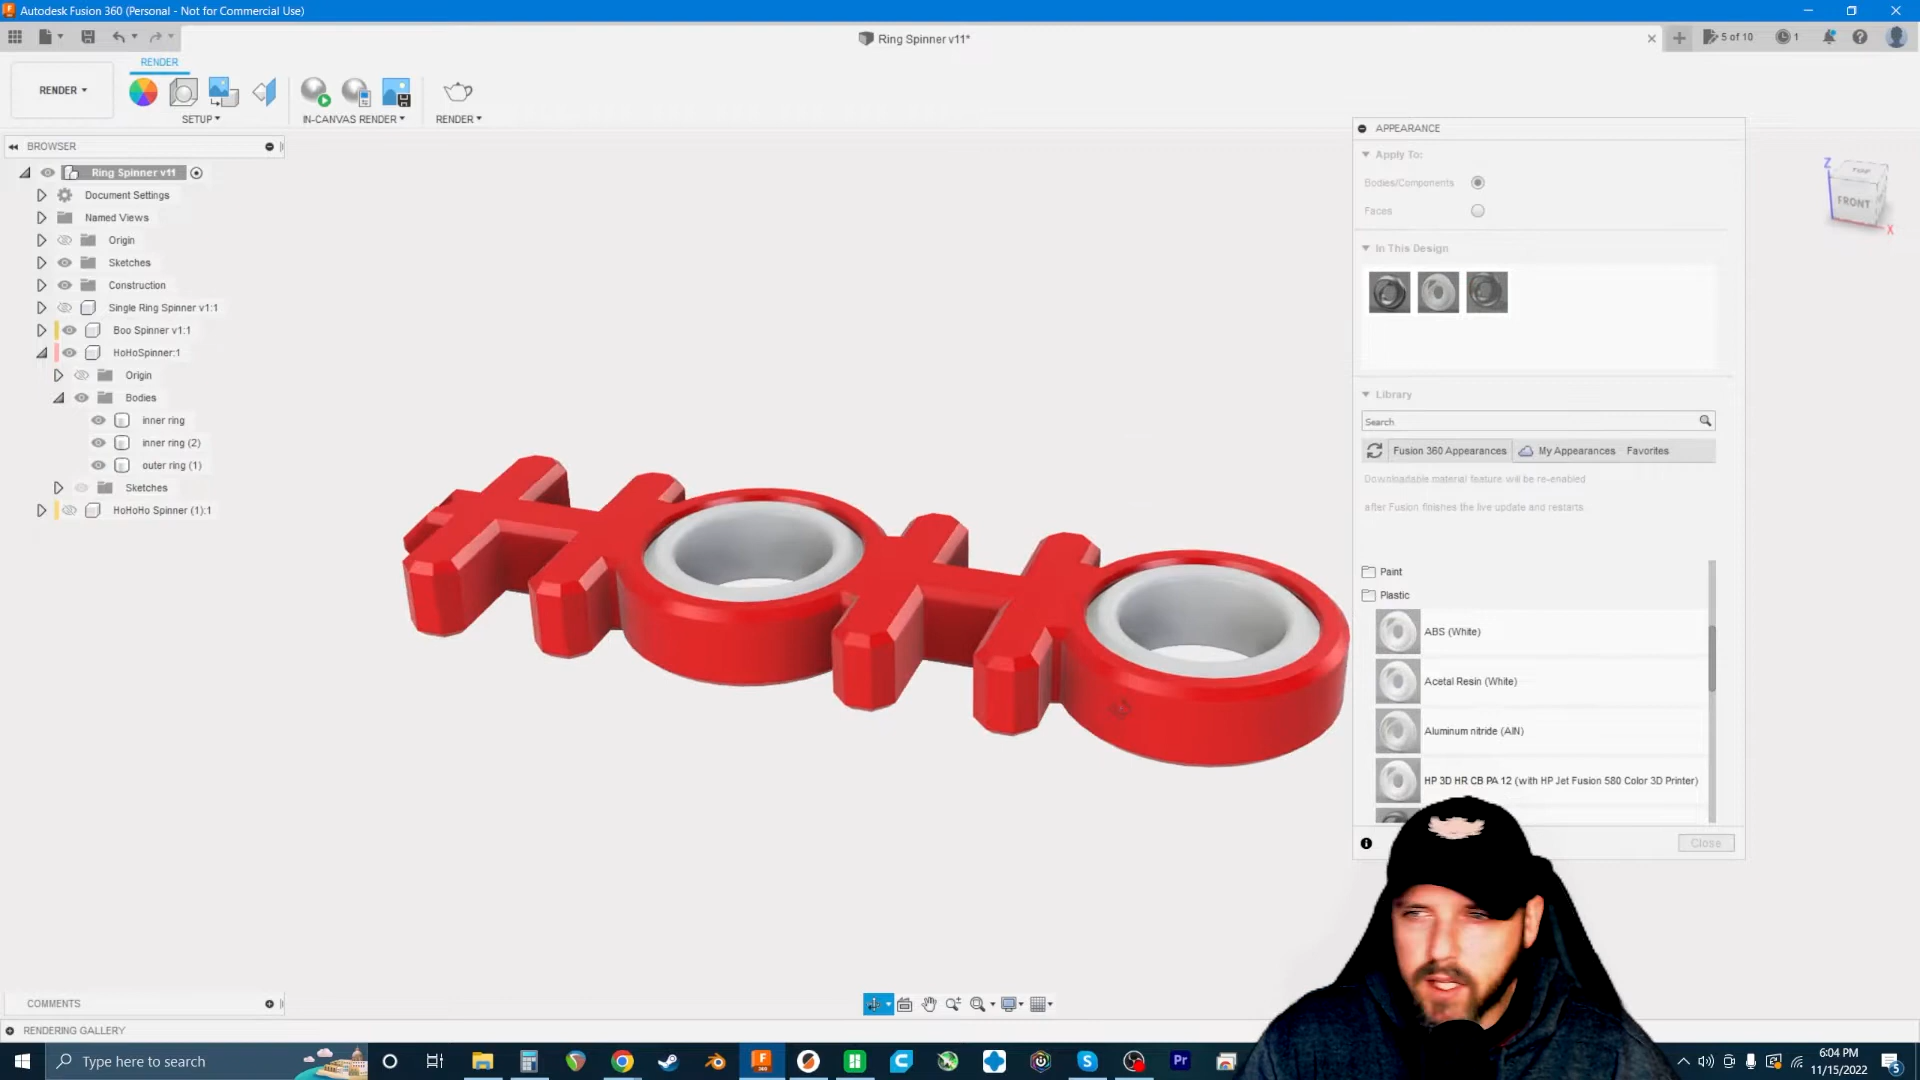 Autodesk Fusion 360 (Personal - Not for Commercial Use)
Ring Spinner v11*
5 of 10
1
RENDER
RENDER
SETUP
IN-CANVAS RENDER
RENDER
BROWSER
Ring Spinner v11
Document Settings
Named Views
Origin
Sketches
Construction
Single Ring Spinner v1:1
Boo Spinner v1:1
HoHoSpinner:1
Origin
Bodies
inner ring
inner ring (2)
outer ring (1)
Sketches
HoHoHo Spinner (1):1
APPEARANCE
Apply To:
Bodies/Components
Faces
In This Design
Library
Search
Fusion 360 Appearances
My Appearances
Favorites
Downloadable material feature will be re-enabled
after Fusion finishes the live update and restarts.
Paint
Plastic
ABS (White)
Acetal Resin (White)
Aluminum nitride (AlN)
HP 3D HR CB PA 12 (with HP Jet Fusion 580 Color 3D Printer)
Close
Z
FRONT
X
COMMENTS
RENDERING GALLERY
Type here to search
Pr
6:04 PM
11/15/2022
5